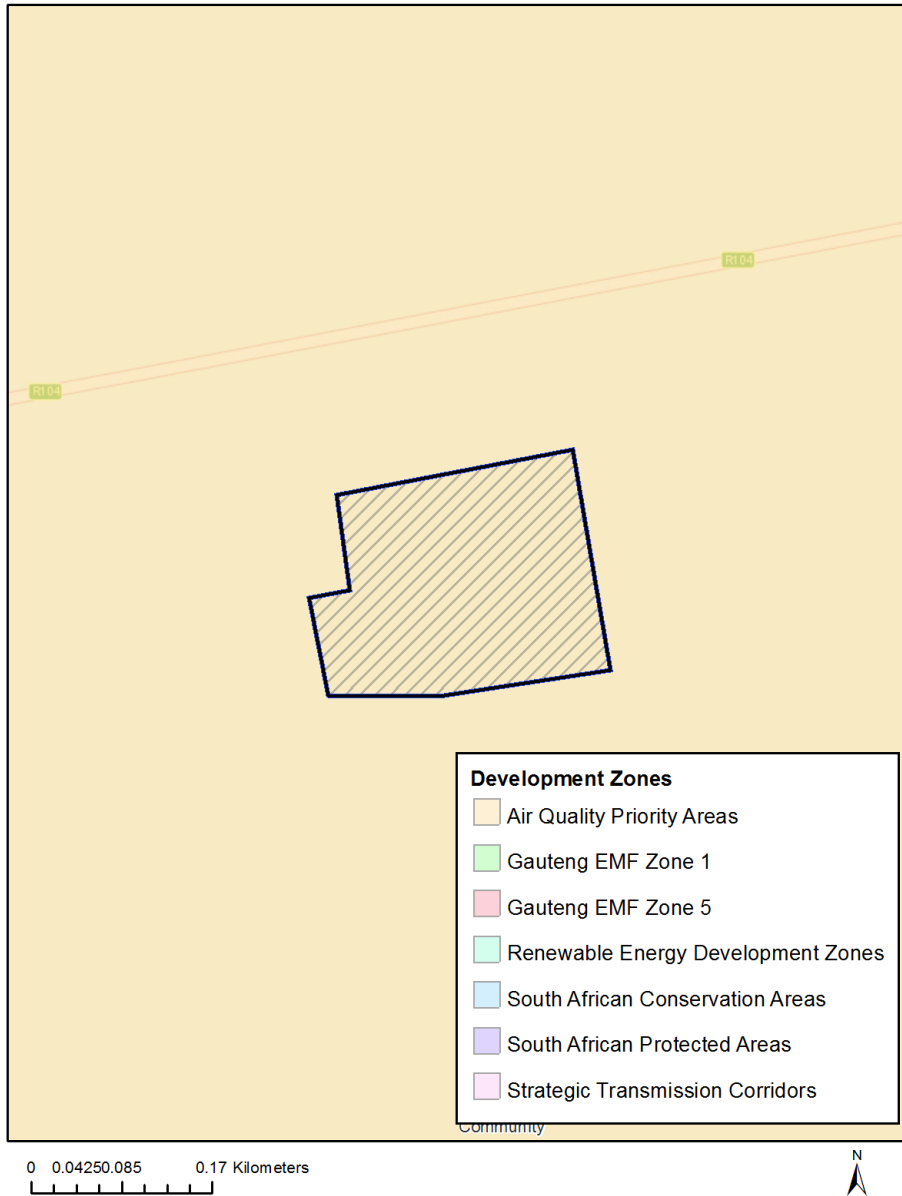 R104
R104
Development Zones
Air Quality Priority Areas
Gauteng EMF Zone 1
Gauteng EMF Zone 5
Renewable Energy Development Zones
South African Conservation Areas
South African Protected Areas
Strategic Transmission Corridors
Community
0 0.04250.085 0.17 Kilometers
N